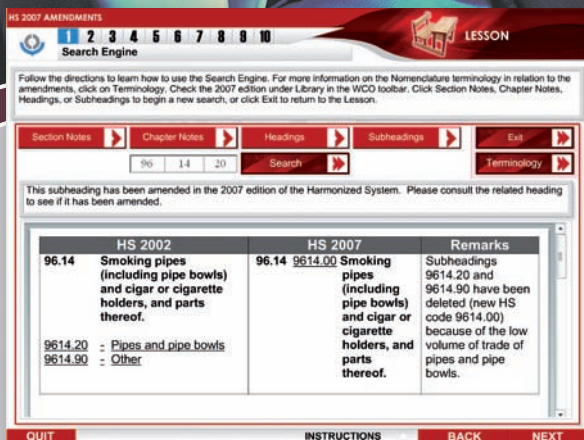 HS 2007 AMENDMENTS
1 2 3 4 5 6 7 8 9 10
LESSON
Search Engine
Follow the directions to learn how to use the Search Engine. For more information on the Nomenclature terminology in relation to the
amendments, click on Terminology. Check the 2007 edition under Library in the WCO toolbar. Click Section Notes, Chapter Notes,
Headings, or Subheadings to begin a new search, or click Exit to return to the Lesson.
Section Notes Chapter Notes Headings Subheadings Exit
96 14 20 Search Terminology
This subheading has been amended in the 2007 edition of the Harmonized System. Please consult the related heading
to see if it has been amended.
HS 2002 HS 2007 Remarks
96.14 Smoking pipes
(including pipe bowls)
and cigar or cigarette
holders, and parts
thereof.
9614.20 - Pipes and pipe bowls
9614.90 - Other
96.14 9614.00 Smoking
pipes
(including
pipe bowls)
and cigar or
cigarette
holders, and
parts
thereof.
Subheadings
9614.20 and
9614.90 have been
deleted (new HS
code 9614.00)
because of the low
volume of trade of
pipes and pipe
bowls.
QUIT INSTRUCTIONS BACK NEXT